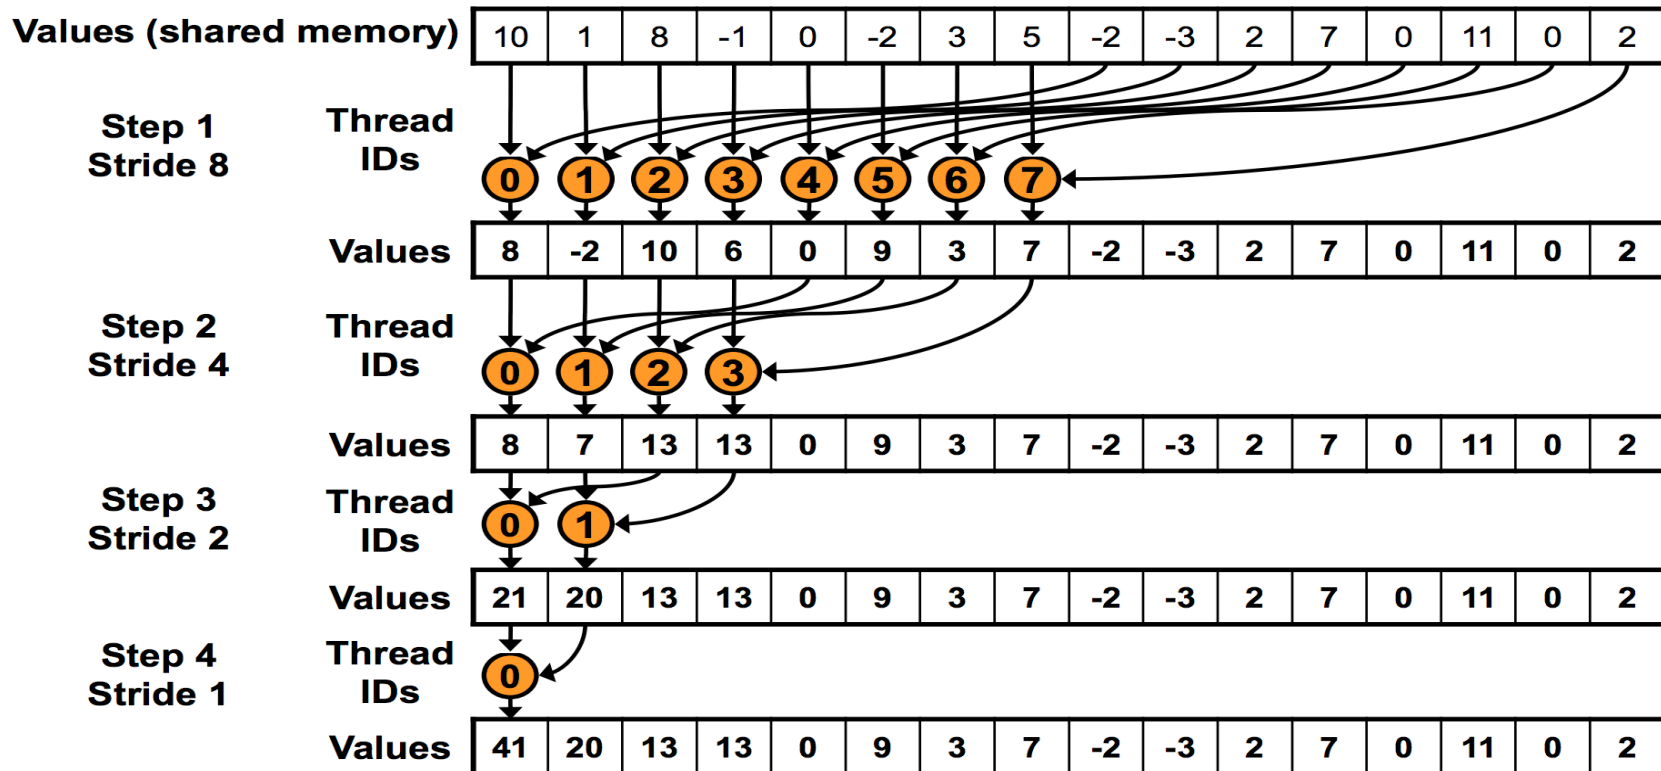 Values (shared memory) 10 1 8 -1 0 -2 3 5 -2 -3 2 7 0 11 0 2
Step 1
Stride 8
Thread
IDs
0 1 2 3 4 5 6 7
Values 8 -2 10 6 0 9 3 7 -2 -3 2 7 0 11 0 2
Step 2
Stride 4
Thread
IDs
0 1 2 3
Values 8 7 13 13 0 9 3 7 -2 -3 2 7 0 11 0 2
Step 3
Stride 2
Thread
IDs
0 1
Values 21 20 13 13 0 9 3 7 -2 -3 2 7 0 11 0 2
Step 4
Stride 1
Thread
IDs
0
Values 41 20 13 13 0 9 3 7 -2 -3 2 7 0 11 0 2